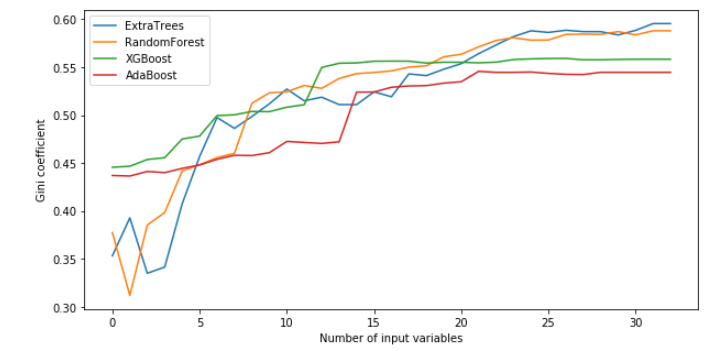 0.60
0.55
0.50
0.45
0.40
0.35
0.30
Gini coefficient
ExtraTrees
RandomForest
XGBoost
AdaBoost
0 5 10 15 20 25 30
Number of input variables